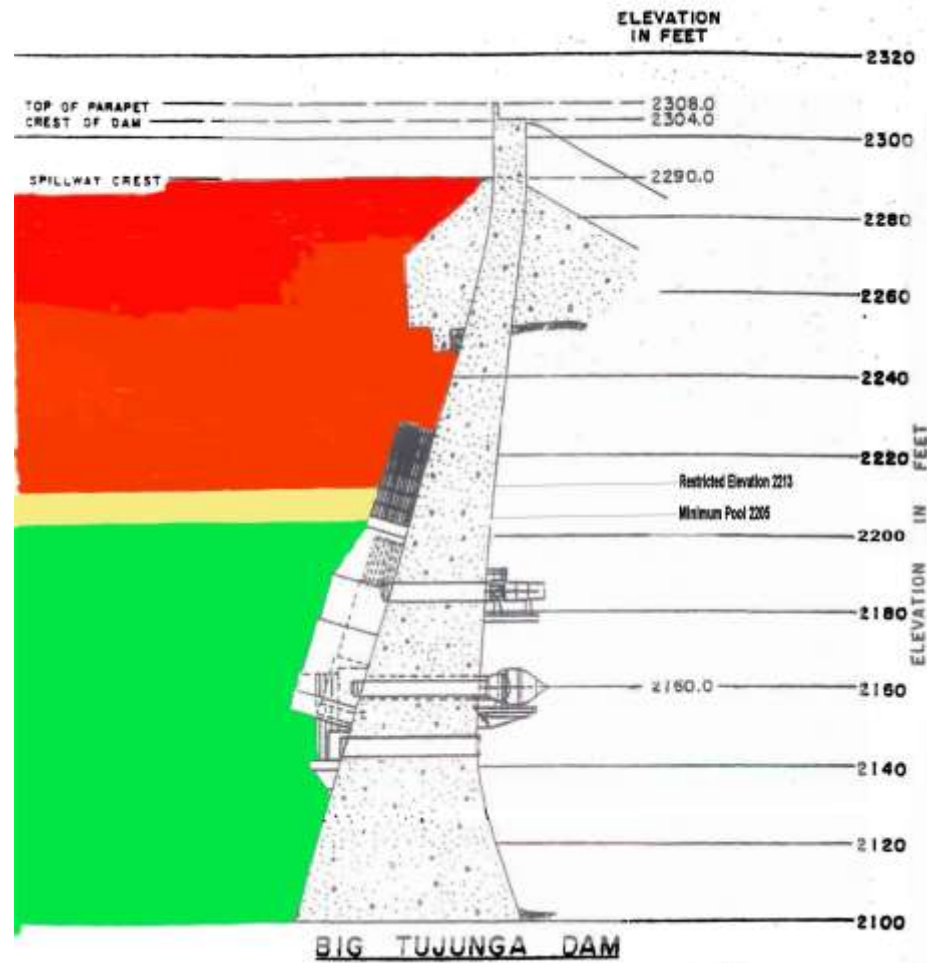 ELEVATION
IN FEET
2320
TOP OF PARAPET
2308.0
CREST OF DAM
2304.0
2300
SPILLWAY CREST
2290.0
2280
2260
2240
2220
Restricted Elevation 2213
Minimum Pool 2205
2200
2180
2160.0
2160
2140
2120
2100
ELEVATION IN FEET
BIG TUJUNGA DAM